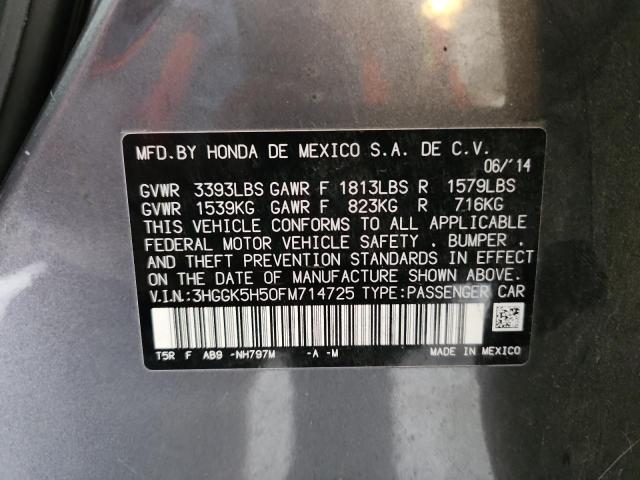 MFD.BY HONDA DE MEXICO S.A. DE C.V.
06/'14
GVWR 3393LBS GAWR F 1813LBS R 1579LBS
GVWR 1539KG GAWR F 823KG R 716KG
THIS VEHICLE CONFORMS TO ALL APPLICABLE
FEDERAL MOTOR VEHICLE SAFETY . BUMPER .
AND THEFT PREVENTION STANDARDS IN EFFECT
ON THE DATE OF MANUFACTURE SHOWN ABOVE.
V.I.N.:3HGGK5H50FM714725 TYPE:PASSENGER CAR
T5R F AB9 -NH797M -A -M MADE IN MEXICO